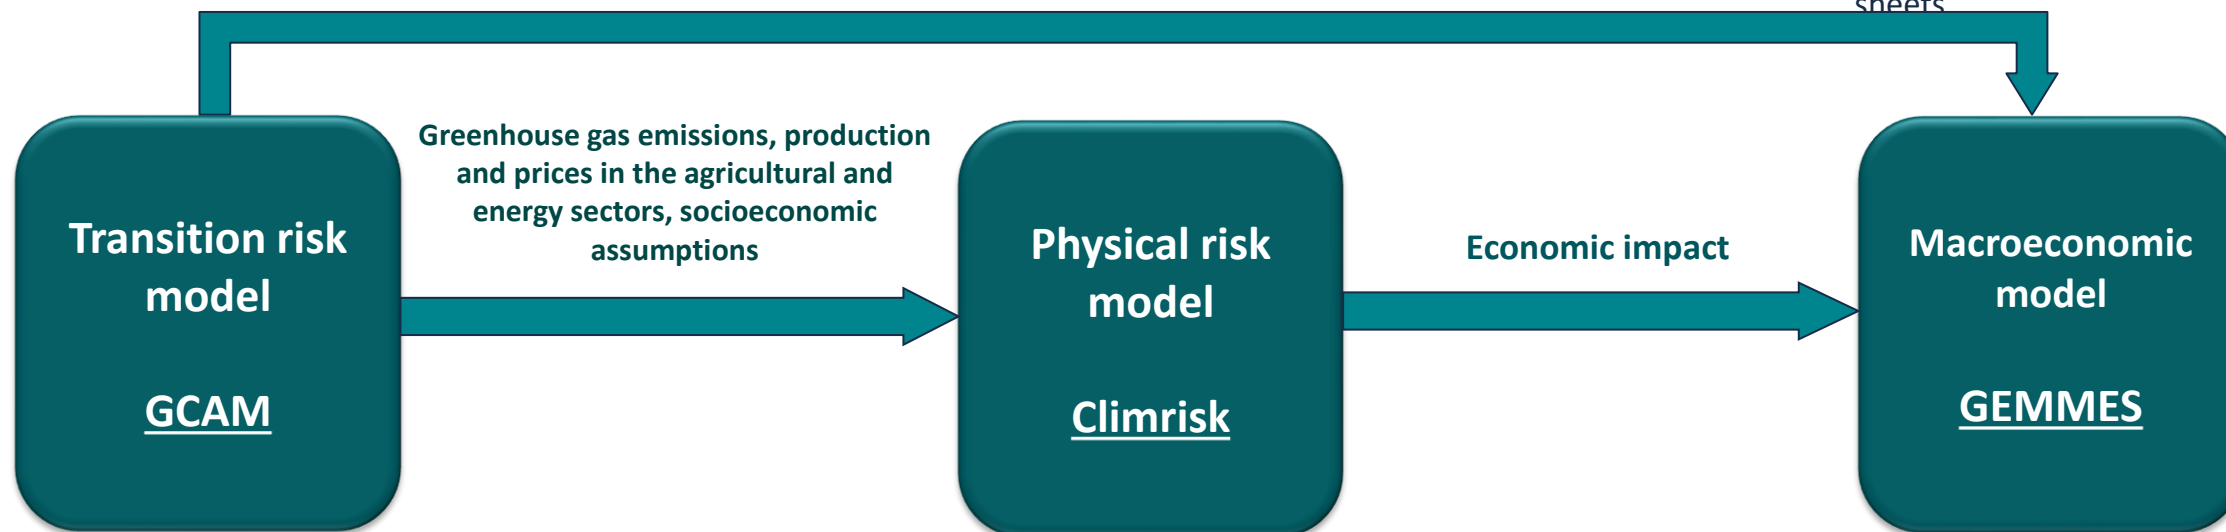 sheets
Greenhouse gas emissions, production
and prices in the agricultural and
energy sectors, socioeconomic
assumptions
Transition risk
model
GCAM
Physical risk
model
Climrisk
Economic impact
Macroeconomic
model
GEMMES